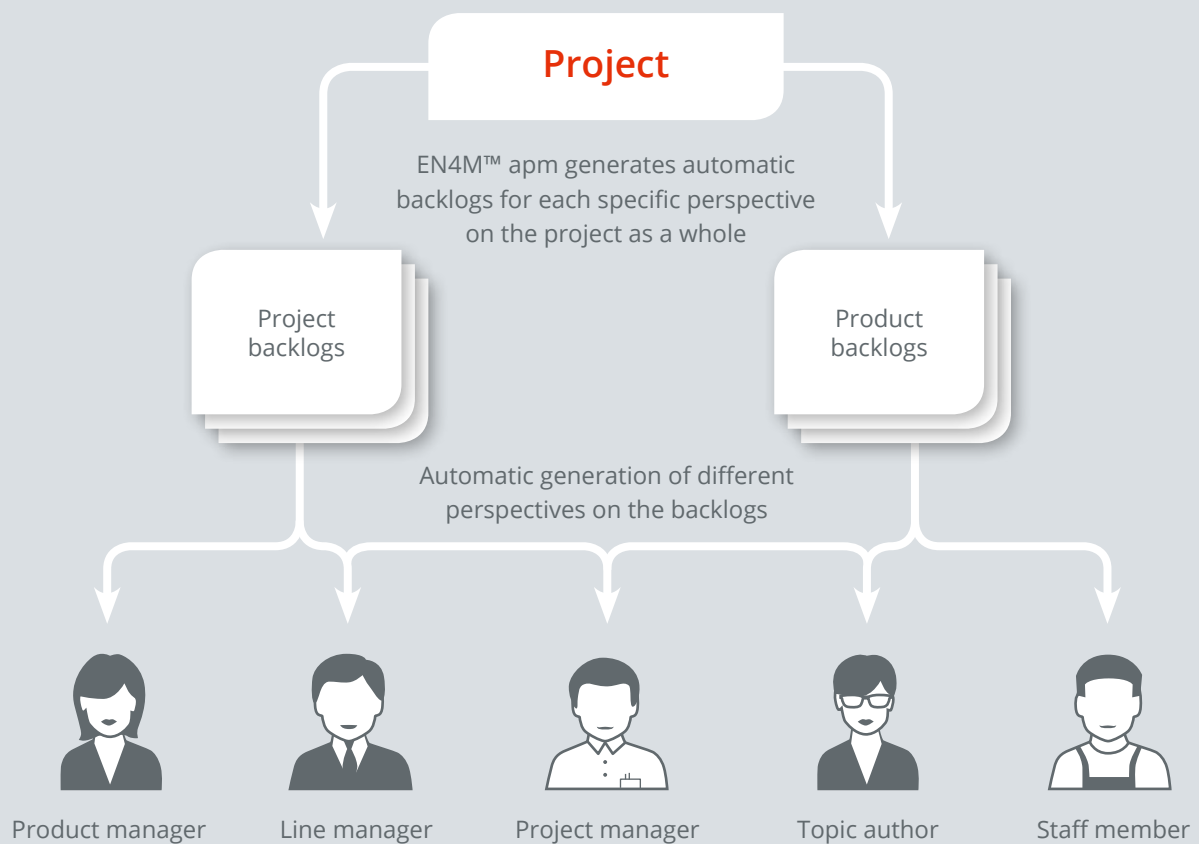 Project
EN4M™ apm generates automatic
backlogs for each specific perspective
on the project as a whole
Project
backlogs
Product
backlogs
Automatic generation of different
perspectives on the backlogs
Product manager
Line manager
Project manager
Topic author
Staff member